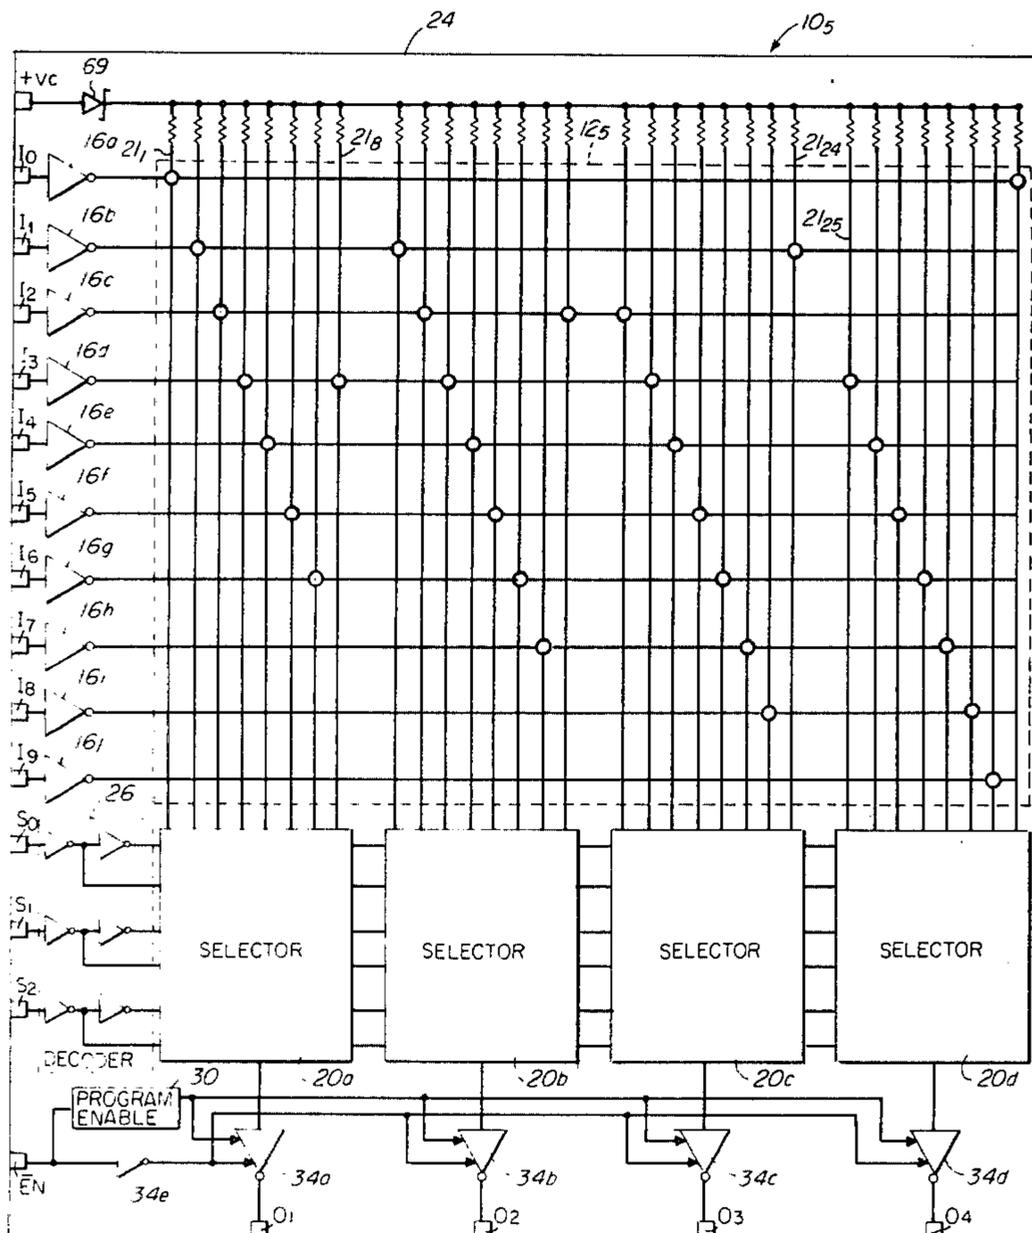 24
10₅
+VC
69
16a
21₁
21₈
12₅
21₂₄
I0
16b
I1
21₂₅
16c
I2
16d
I3
16e
I4
16f
I5
16g
I6
16h
I7
16i
I8
16j
I9
26
S0
S1
SELECTOR
SELECTOR
SELECTOR
SELECTOR
S2
DECODER
30
20a
20b
20c
20d
PROGRAM
ENABLE
E̅N̅
34e
34a
34b
34c
34d
O1
O2
O3
O4